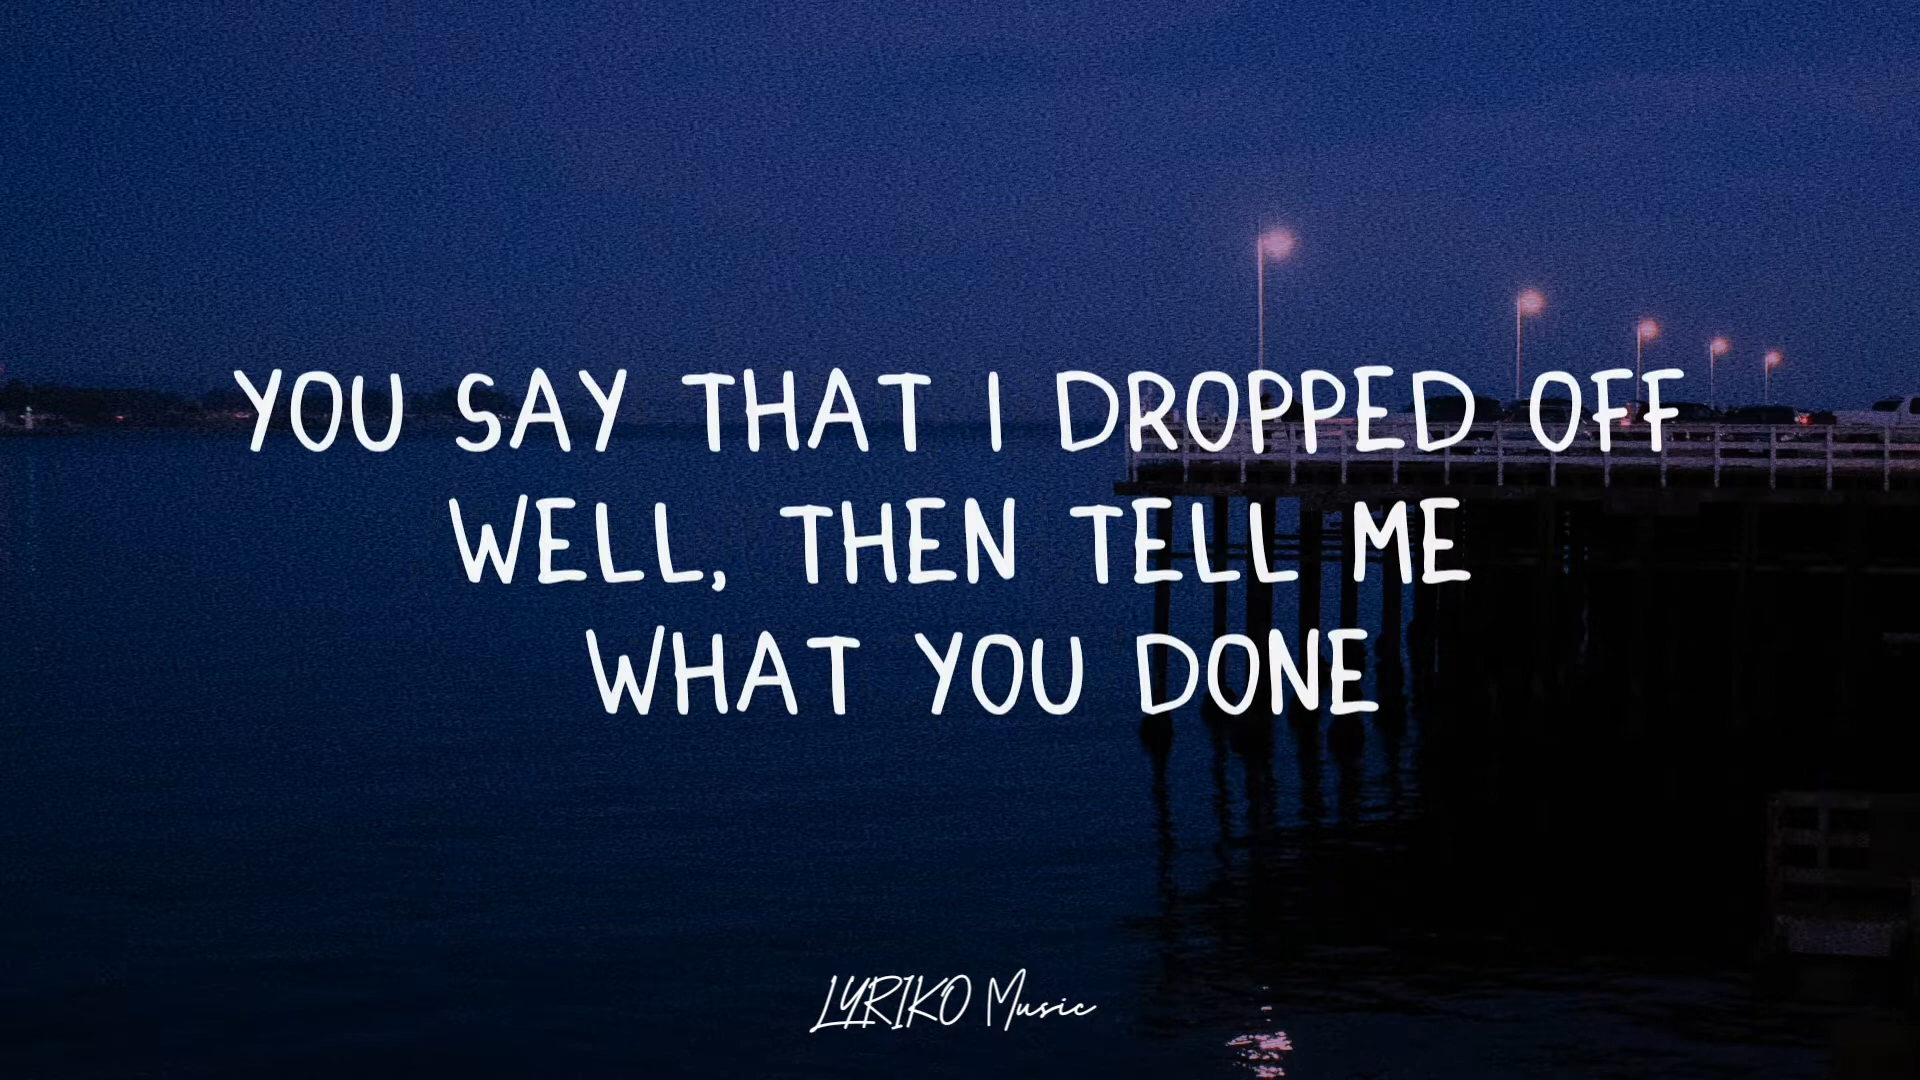 YOU SAY THAT I DROPPED OFF
WELL, THEN TELL ME
WHAT YOU DONE
LYRIKO Music